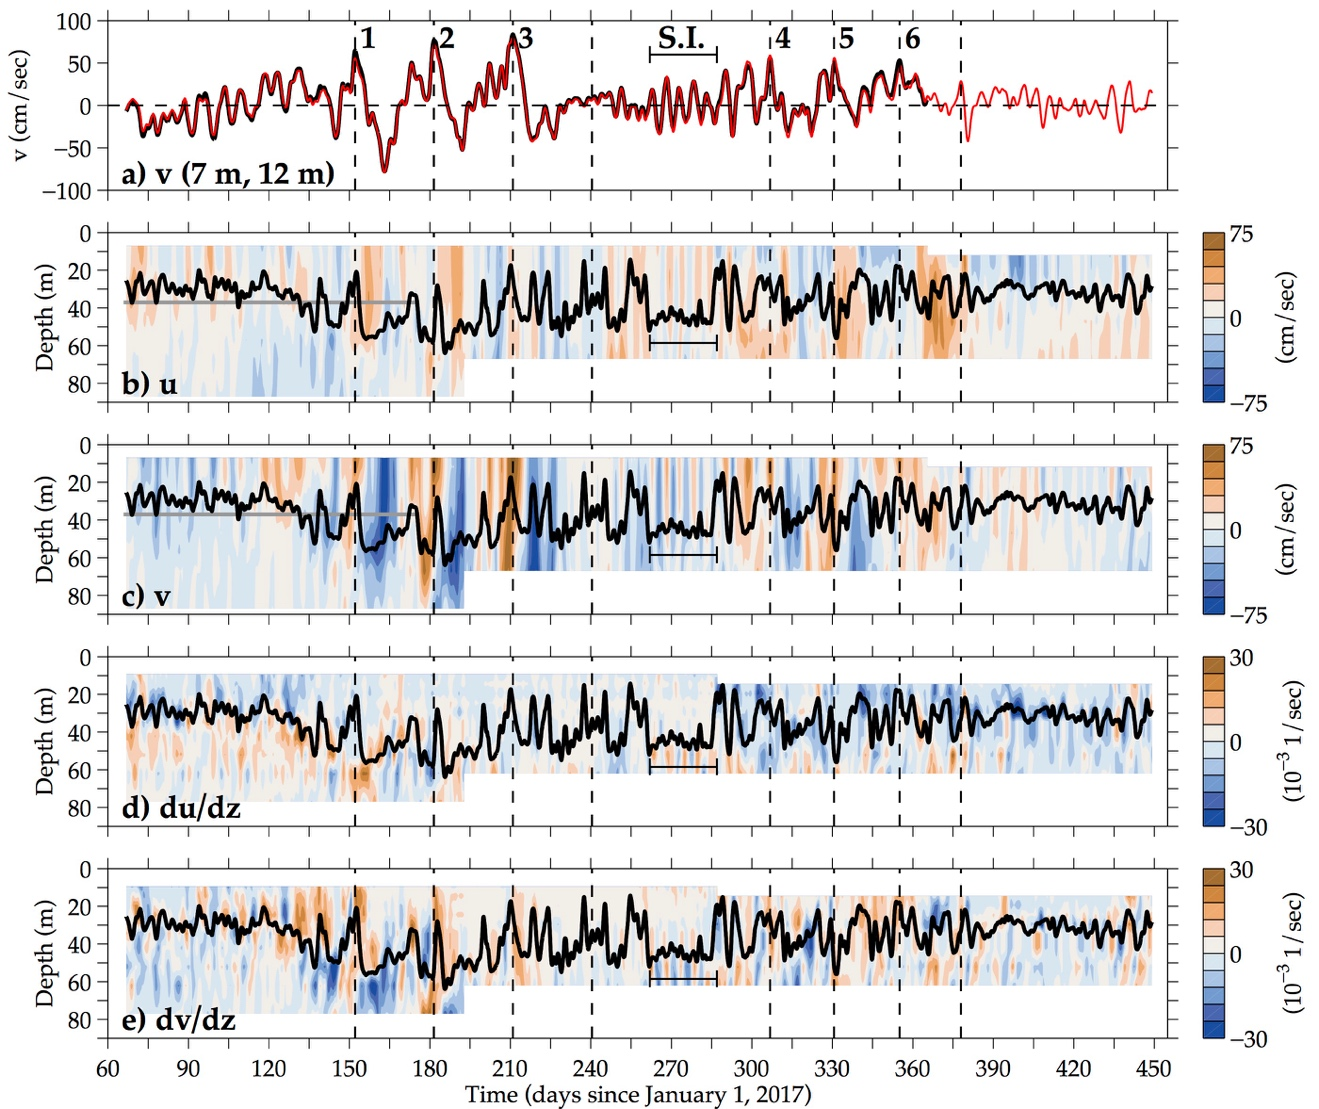 100
50
0
−50
−100
v (cm/sec)
1
2
3
S.I.
4
5
6
a) v (7 m, 12 m)
0
20
40
60
80
Depth (m)
b) u
75
0
−75
(cm/sec)
0
20
40
60
80
Depth (m)
c) v
75
0
−75
(cm/sec)
0
20
40
60
80
Depth (m)
d) du/dz
30
0
−30
(10⁻³ 1/sec)
0
20
40
60
80
Depth (m)
e) dv/dz
30
0
−30
(10⁻³ 1/sec)
60 90 120 150 180 210 240 270 300 330 360 390 420 450
Time (days since January 1, 2017)